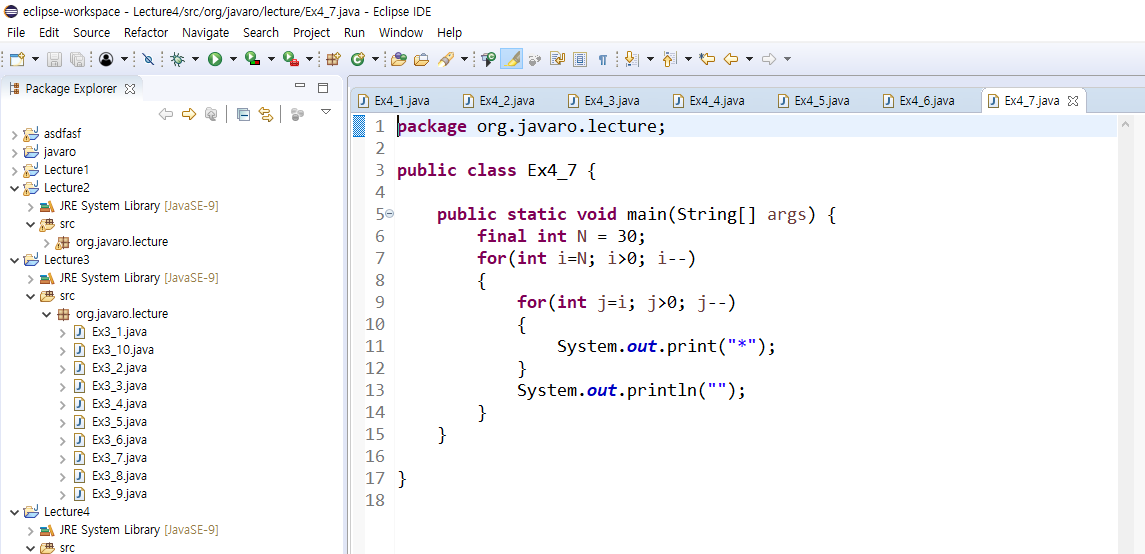 eclipse-workspace - Lecture4/src/org/javaro/lecture/Ex4_7.java - Eclipse IDE
File Edit Source Refactor Navigate Search Project Run Window Help
Package Explorer
asdfasf
javaro
Lecture1
Lecture2
JRE System Library [JavaSE-9]
src
org.javaro.lecture
Lecture3
JRE System Library [JavaSE-9]
src
org.javaro.lecture
Ex3_1.java
Ex3_10.java
Ex3_2.java
Ex3_3.java
Ex3_4.java
Ex3_5.java
Ex3_6.java
Ex3_7.java
Ex3_8.java
Ex3_9.java
Lecture4
JRE System Library [JavaSE-9]
src
Ex4_1.java Ex4_2.java Ex4_3.java Ex4_4.java Ex4_5.java Ex4_6.java Ex4_7.java
1 package org.javaro.lecture;
2
3 public class Ex4_7 {
4
5 public static void main(String[] args) {
6 final int N = 30;
7 for(int i=N; i>0; i--)
8 {
9 for(int j=i; j>0; j--)
10 {
11 System.out.print("*");
12 }
13 System.out.println("");
14 }
15 }
16
17 }
18